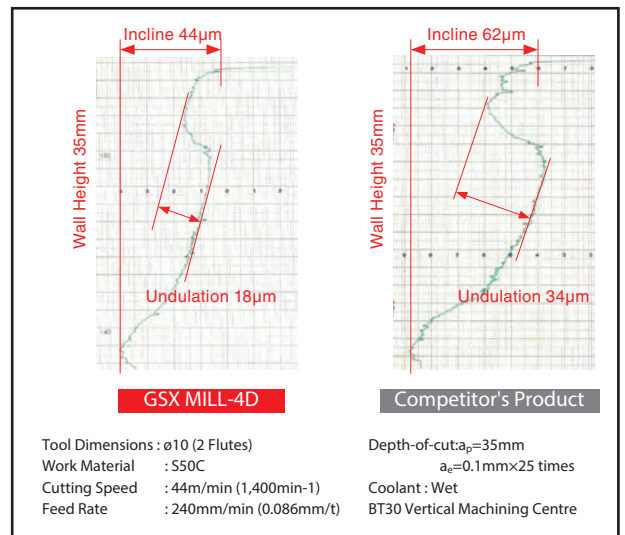 Incline 44µm
Wall Height 35mm
Undulation 18µm
GSX MILL-4D
Incline 62µm
Wall Height 35mm
Undulation 34µm
Competitor's Product
Tool Dimensions : ø10 (2 Flutes)
Work Material : S50C
Cutting Speed : 44m/min (1,400min-1)
Feed Rate : 240mm/min (0.086mm/t)
Depth-of-cut:ap=35mm
ae=0.1mm×25 times
Coolant : Wet
BT30 Vertical Machining Centre